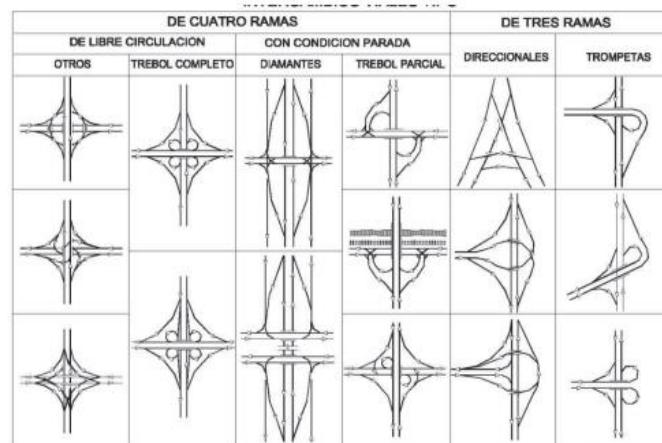 DE CUATRO RAMAS
DE TRES RAMAS
DE LIBRE CIRCULACION
CON CONDICION PARADA
DIRECCIONALES
TROMPETAS
OTROS
TREBOL COMPLETO
DIAMANTES
TREBOL PARCIAL